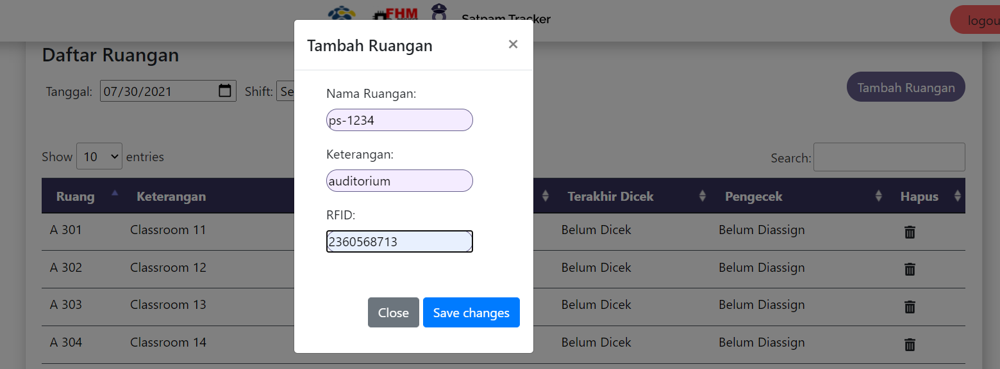 FHM
Satpam Tracker
logou
Daftar Ruangan
Tanggal: 07/30/2021 Shift: Se
Tambah Ruangan
Show 10 entries
Search:
Ruang Keterangan Terakhir Dicek Pengecek Hapus
A 301 Classroom 11 Belum Dicek Belum Diassign
A 302 Classroom 12 Belum Dicek Belum Diassign
A 303 Classroom 13 Belum Dicek Belum Diassign
A 304 Classroom 14 Belum Dicek Belum Diassign
Tambah Ruangan ×
Nama Ruangan:
ps-1234
Keterangan:
auditorium
RFID:
2360568713
Close Save changes